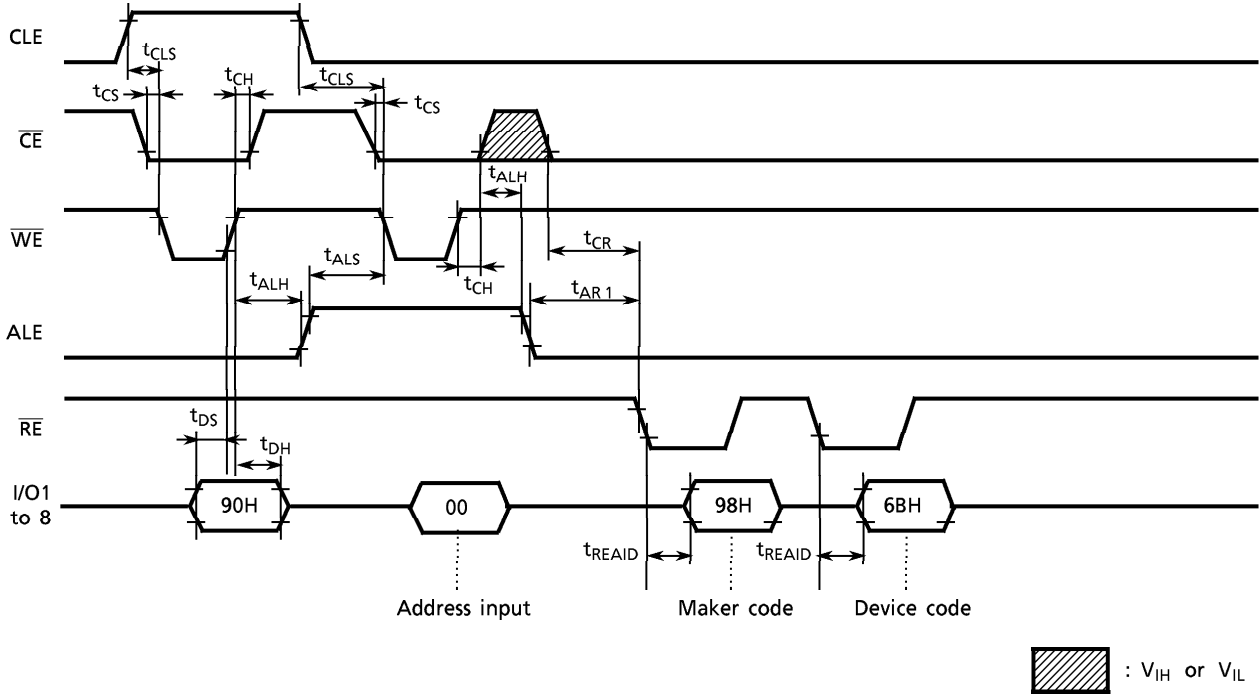 CLE
tCLS
tCS
tCH
tCLS
tCS
CE
tALH
WE
tCR
tALS
tALH
tCH
tAR 1
ALE
RE
tDS
tDH
I/O1
to 8
90H
00
98H
6BH
tREAID
tREAID
Address input
Maker code
Device code
: VIH or VIL